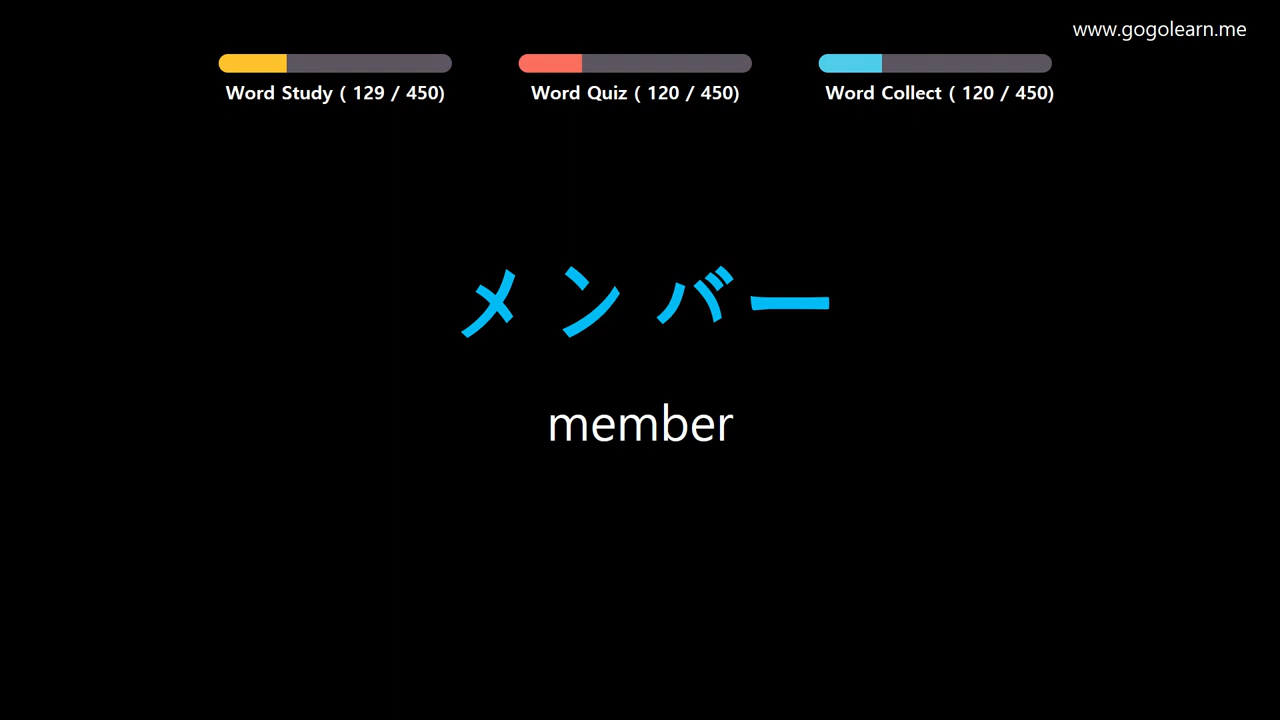 www.gogolearn.me
Word Study ( 129 / 450)
Word Quiz ( 120 / 450)
Word Collect ( 120 / 450)
メンバー
member